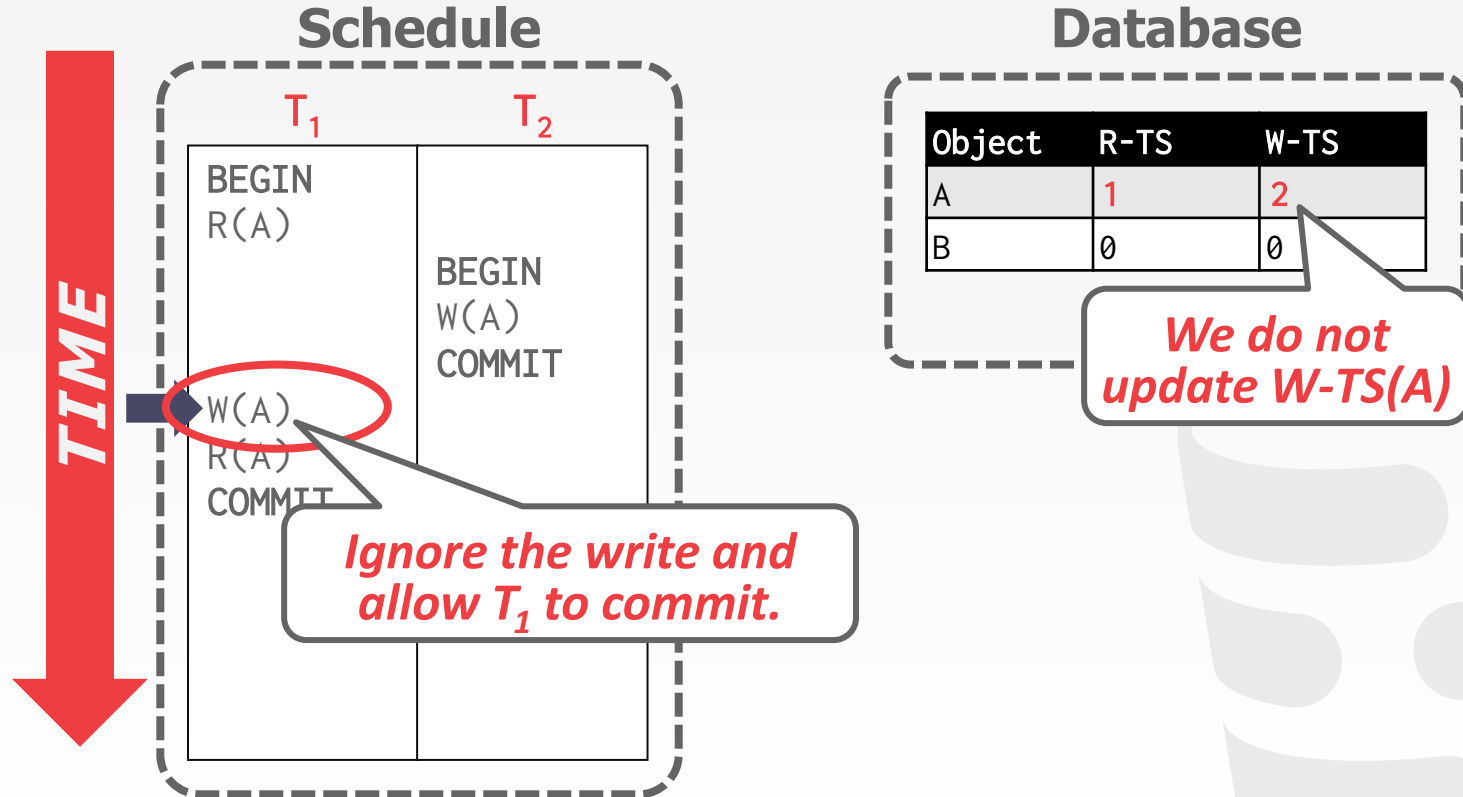 Schedule
Database
TIME
T₁ T₂
BEGIN
R(A)
BEGIN
W(A)
COMMIT
W(A)
R(A)
COMMIT
Ignore the write and
allow T₁ to commit.
Object R-TS W-TS
A 1 2
B 0 0
We do not
update W-TS(A)